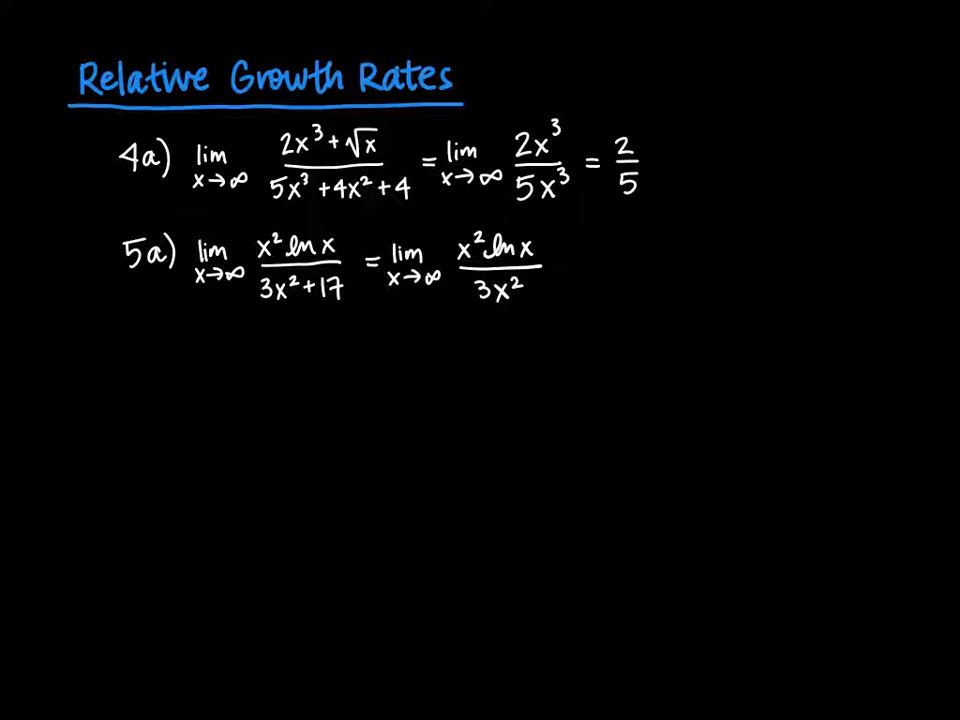 Relative Growth Rates
4a) lim x→∞ (2x³ + √x)/(5x³ + 4x² + 4) = lim x→∞ 2x³/5x³ = 2/5
5a) lim x→∞ (x² ln x)/(3x² + 17) = lim x→∞ (x² ln x)/(3x²)